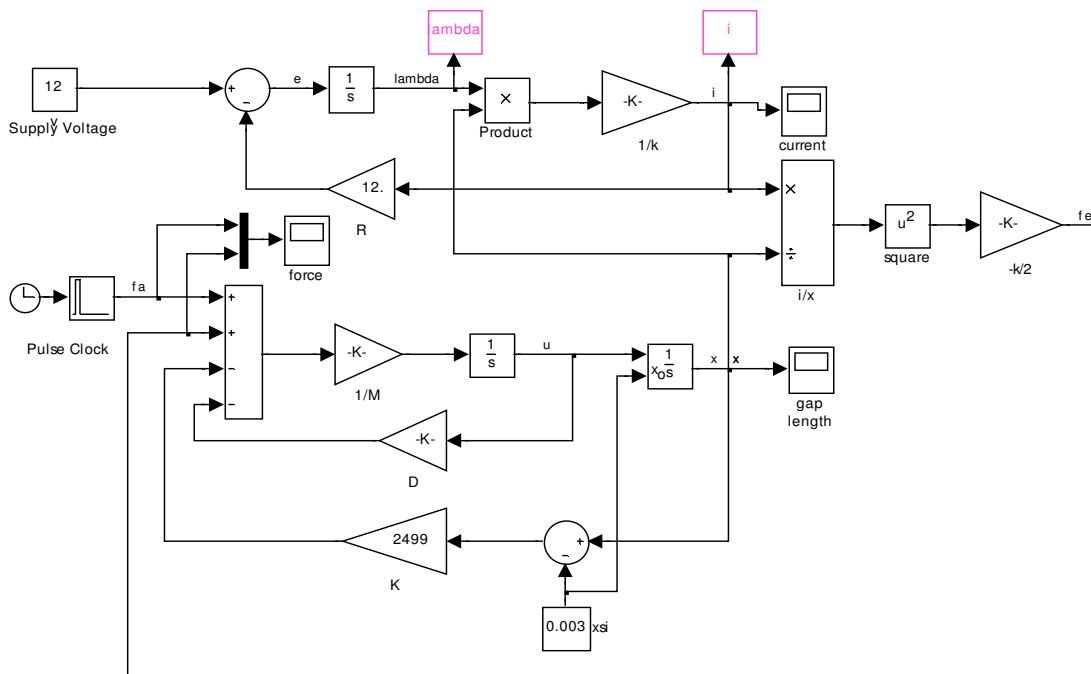 ambda
i
12
v
Supply Voltage
+
-
e
1
s
lambda
×
Product
-K-
1/k
i
current
12.
R
×
÷
i/x
u2
square
-K-
-k/2
fe
force
Pulse Clock
fa
+
+
-
-
-K-
1/M
1
s
u
xo 1
s
x
x
gap
length
-K-
D
2499
K
+
-
0.003
xsi